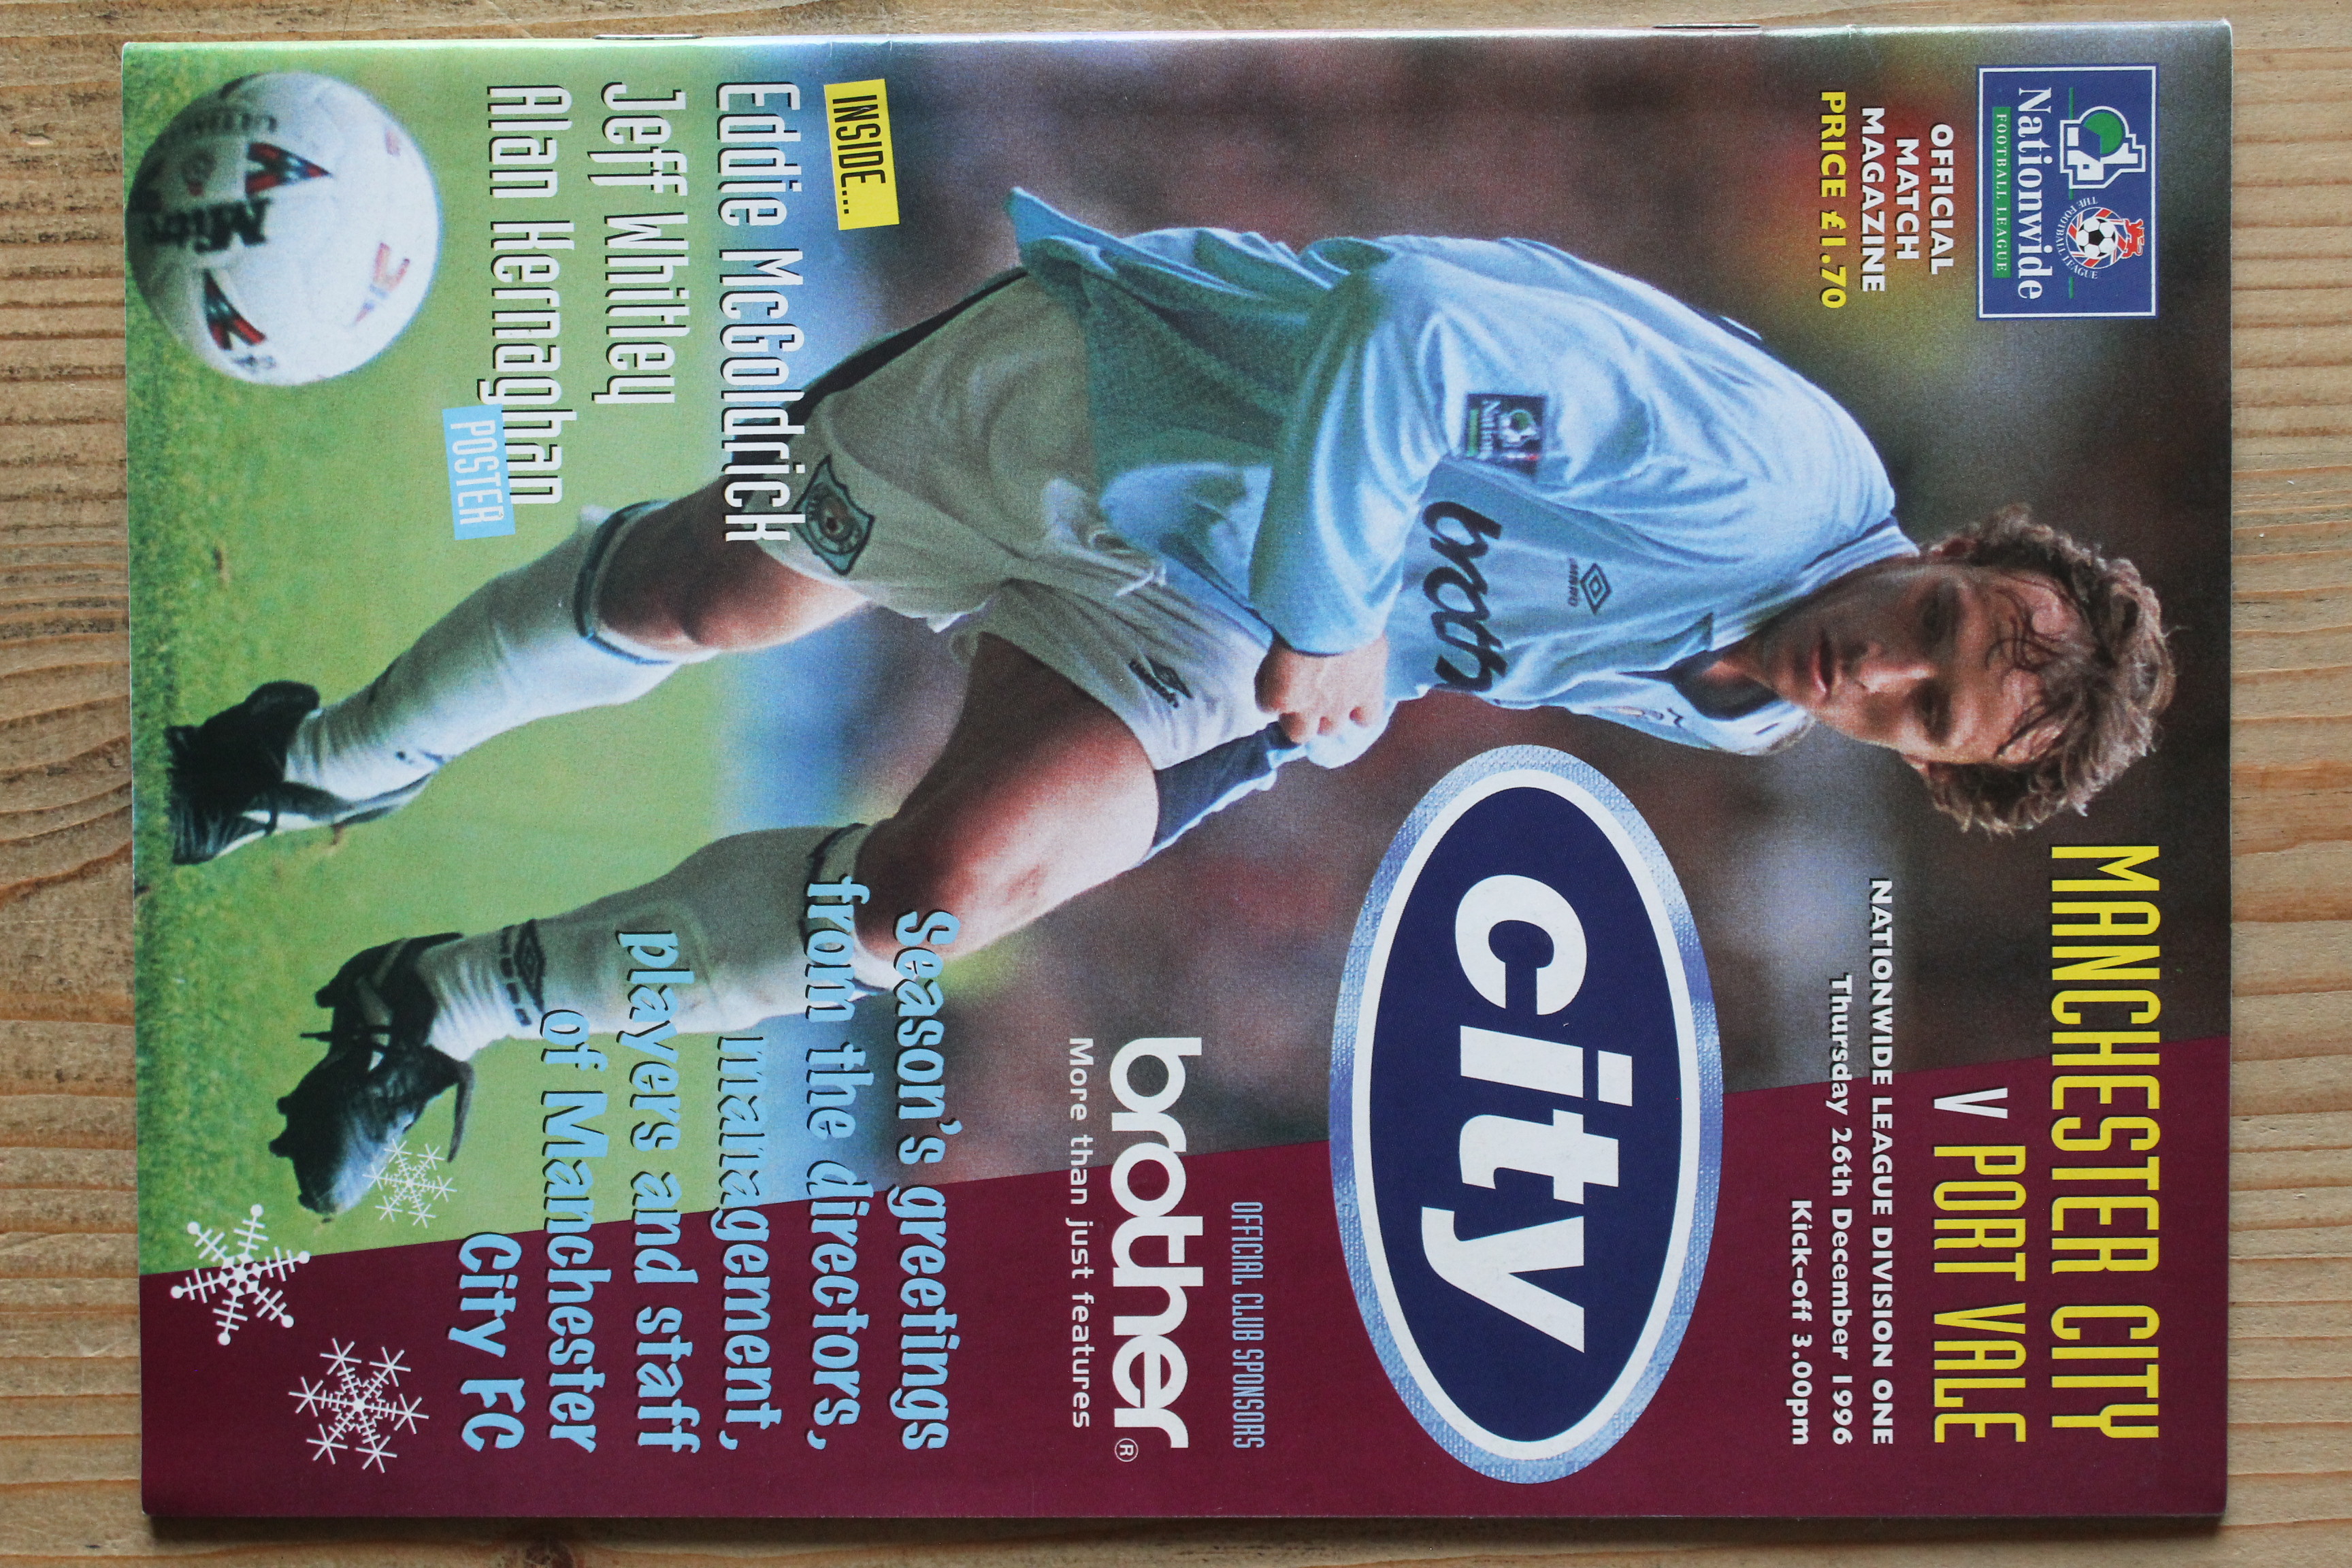 Nationwide
FOOTBALL LEAGUE
THE FOOTBALL LEAGUE
OFFICIAL
MATCH
MAGAZINE
PRICE £1.70
MANCHESTER CITY
V PORT VALE
NATIONWIDE LEAGUE DIVISION ONE
Thursday 26th December 1996
Kick-off 3.00pm
city
OFFICIAL CLUB SPONSORS
brother®
More than just features
Season's greetings
from the directors,
management,
players and staff
of Manchester
City FC
INSIDE...
Eddie McGoldrick
Jeff Whitley
Alan Kernaghan
POSTER
UMBRO
broth
Mitre